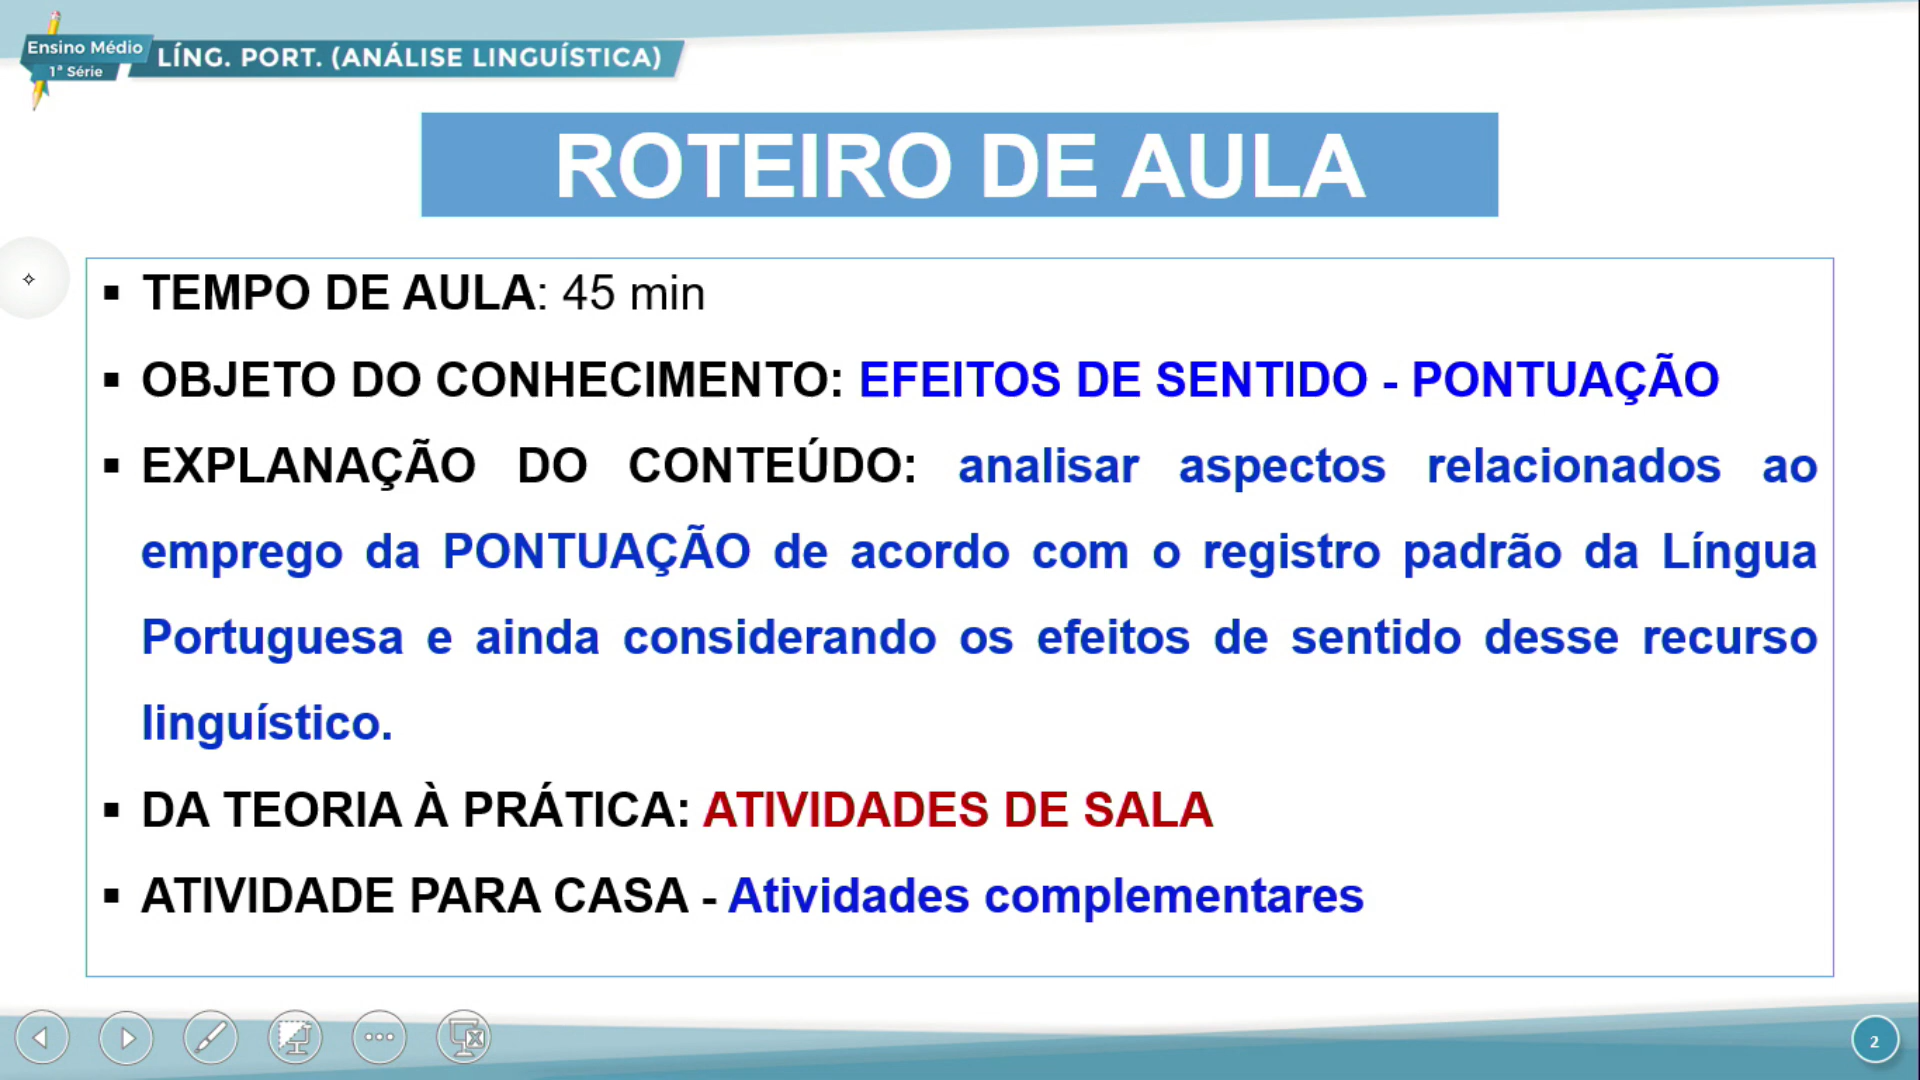 Ensino Médio
1ª Série
LÍNG. PORT. (ANÁLISE LINGUÍSTICA)
ROTEIRO DE AULA
▪ TEMPO DE AULA: 45 min
▪ OBJETO DO CONHECIMENTO: EFEITOS DE SENTIDO - PONTUAÇÃO
▪ EXPLANAÇÃO DO CONTEÚDO: analisar aspectos relacionados ao
emprego da PONTUAÇÃO de acordo com o registro padrão da Língua
Portuguesa e ainda considerando os efeitos de sentido desse recurso
linguístico.
▪ DA TEORIA À PRÁTICA: ATIVIDADES DE SALA
▪ ATIVIDADE PARA CASA - Atividades complementares
2